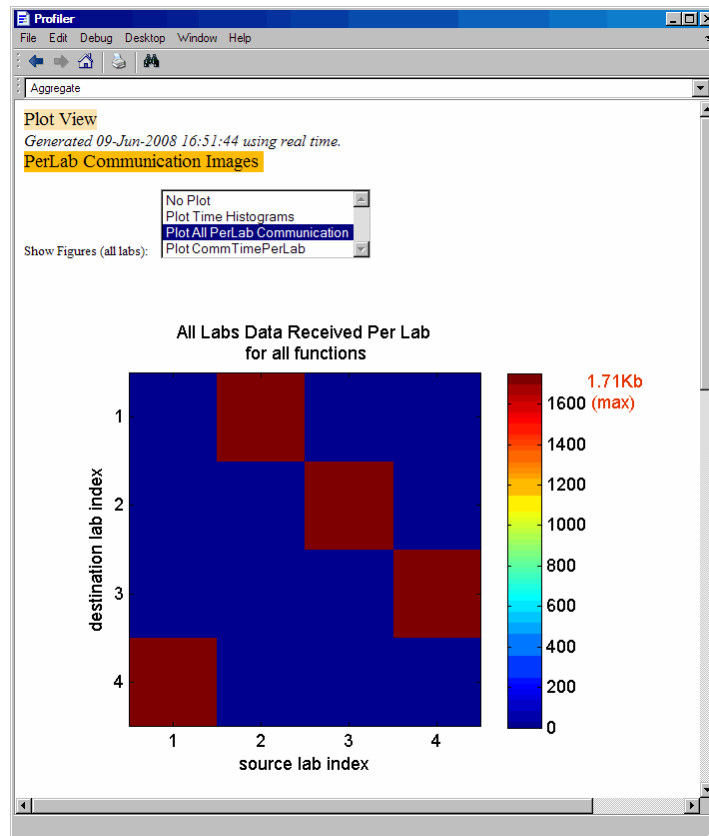 Profiler
File Edit Debug Desktop Window Help
Aggregate
Plot View
Generated 09-Jun-2008 16:51:44 using real time.
PerLab Communication Images
No Plot
Plot Time Histograms
Plot All PerLab Communication
Show Figures (all labs): Plot CommTimePerLab
All Labs Data Received Per Lab
for all functions
1.71Kb
(max)
1600
1400
1200
1000
800
600
400
200
0
destination lab index
1
2
3
4
1 2 3 4
source lab index